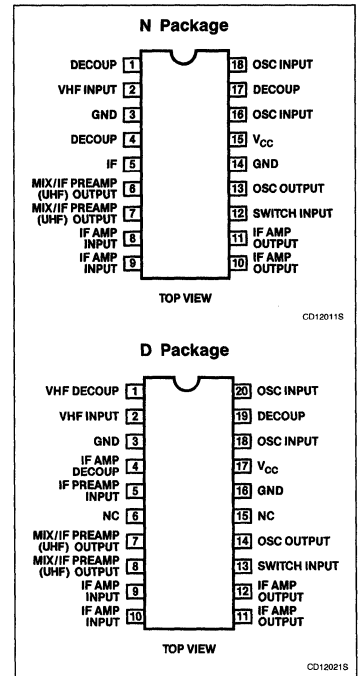 N Package
DECOUP 1
18 OSC INPUT
VHF INPUT 2
17 DECOUP
GND 3
16 OSC INPUT
DECOUP 4
15 VCC
IF 5
14 GND
MIX/IF PREAMP
(UHF) OUTPUT 6
13 OSC OUTPUT
MIX/IF PREAMP
(UHF) OUTPUT 7
12 SWITCH INPUT
IF AMP
INPUT 8
11 IF AMP
OUTPUT
IF AMP
INPUT 9
10 IF AMP
OUTPUT
TOP VIEW
CD12011S
D Package
VHF DECOUP 1
20 OSC INPUT
VHF INPUT 2
19 DECOUP
GND 3
18 OSC INPUT
IF AMP
DECOUP 4
17 VCC
IF PREAMP
INPUT 5
16 GND
NC 6
15 NC
MIX/IF PREAMP
(UHF) OUTPUT 7
14 OSC OUTPUT
MIX/IF PREAMP
(UHF) OUTPUT 8
13 SWITCH INPUT
IF AMP
INPUT 9
12 IF AMP
OUTPUT
IF AMP
INPUT 10
11 IF AMP
OUTPUT
TOP VIEW
CD12021S